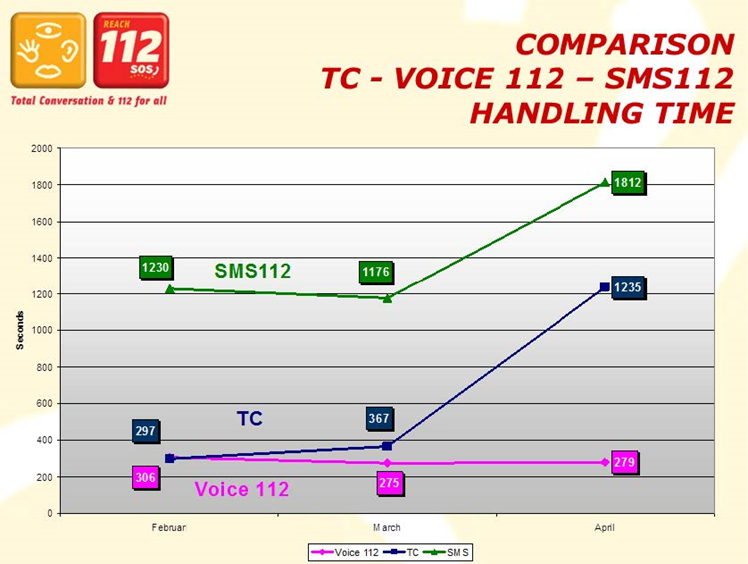 REACH
112
SOS
Total Conversation & 112 for all
COMPARISON
TC - VOICE 112 – SMS112
HANDLING TIME
2000
1800
1600
1400
1200
1000
800
600
400
200
0
Seconds
1230
SMS112
1176
1812
1235
297
TC
367
306
Voice 112
275
279
Februar
March
April
Voice 112
TC
SMS